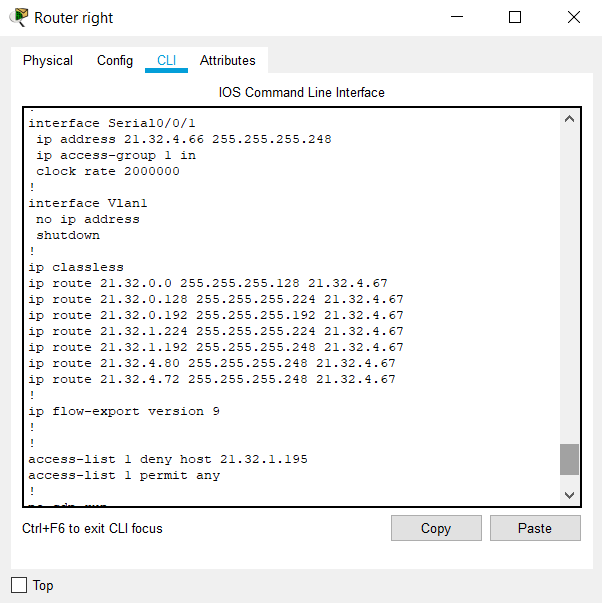 Router right
Physical Config CLI Attributes
IOS Command Line Interface
!
interface Serial0/0/1
 ip address 21.32.4.66 255.255.255.248
 ip access-group 1 in
 clock rate 2000000
!
interface Vlan1
 no ip address
 shutdown
!
ip classless
ip route 21.32.0.0 255.255.255.128 21.32.4.67
ip route 21.32.0.128 255.255.255.224 21.32.4.67
ip route 21.32.0.192 255.255.255.192 21.32.4.67
ip route 21.32.1.224 255.255.255.224 21.32.4.67
ip route 21.32.1.192 255.255.255.248 21.32.4.67
ip route 21.32.4.80 255.255.255.248 21.32.4.67
ip route 21.32.4.72 255.255.255.248 21.32.4.67
!
ip flow-export version 9
!
!
access-list 1 deny host 21.32.1.195
access-list 1 permit any
!
no cdp run
Ctrl+F6 to exit CLI focus
Copy Paste
Top